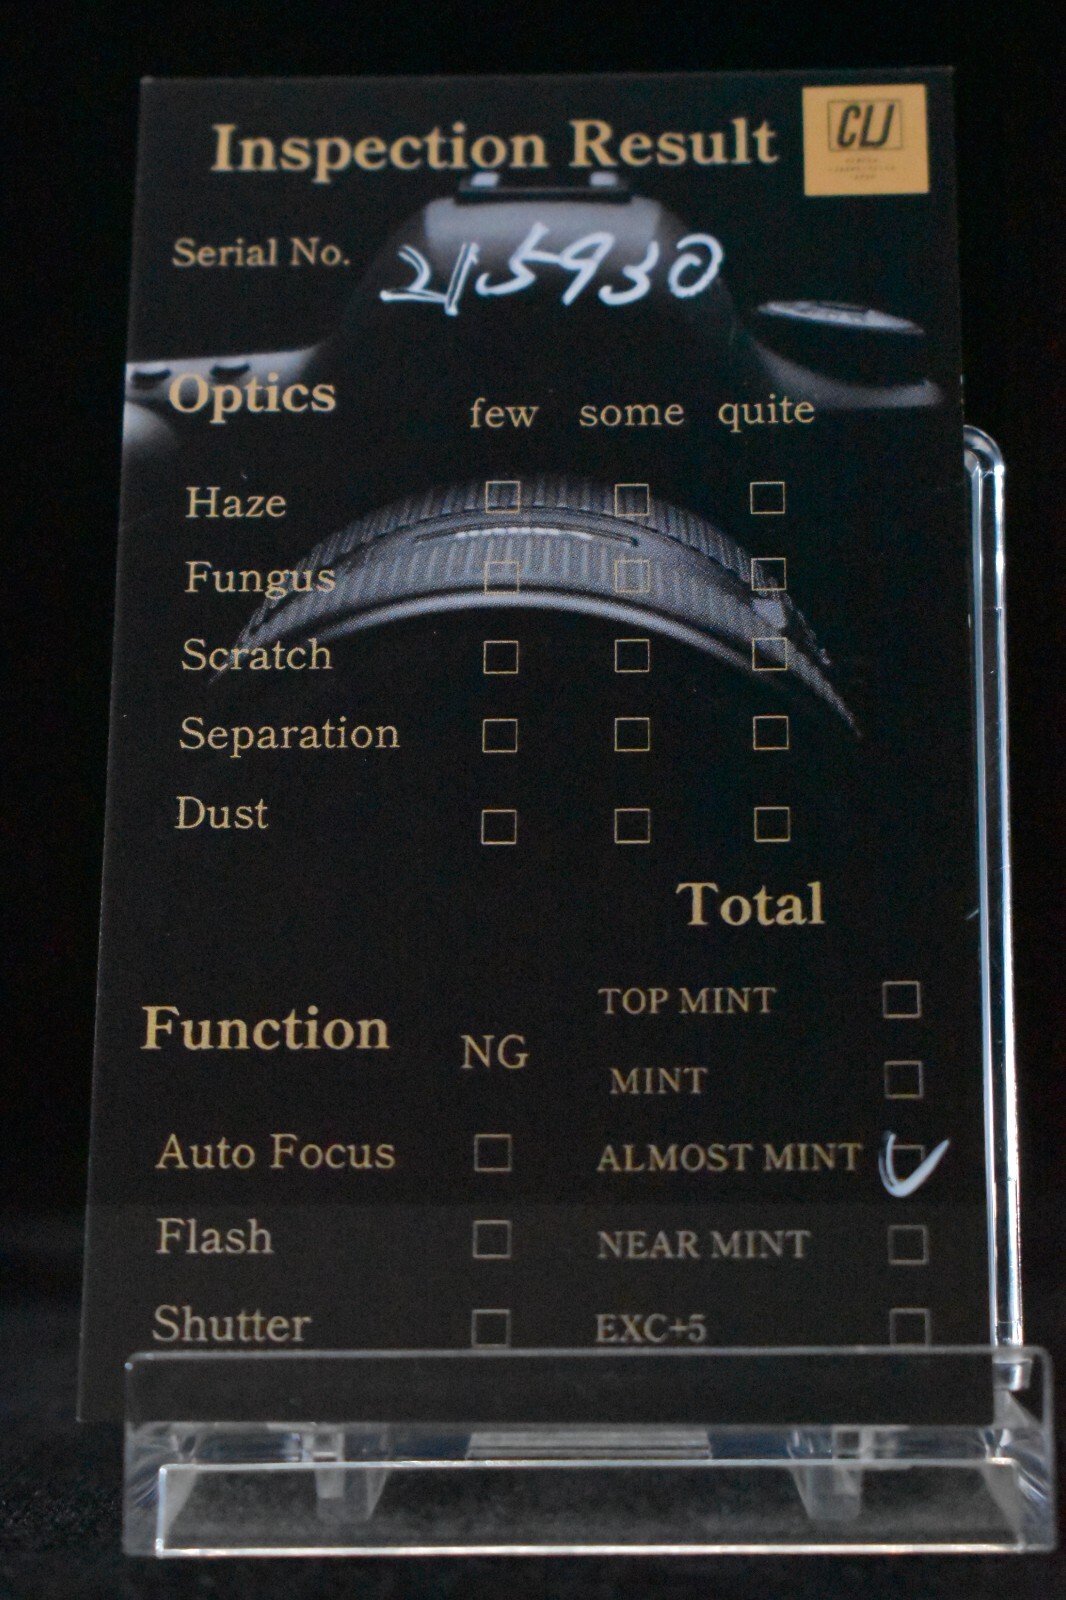 Inspection Result
CLJ
Serial No. 215930
Optics few some quite
Haze
Fungus
Scratch
Separation
Dust
Total
Function NG
TOP MINT
MINT
Auto Focus
ALMOST MINT
Flash
NEAR MINT
Shutter
EXC+5